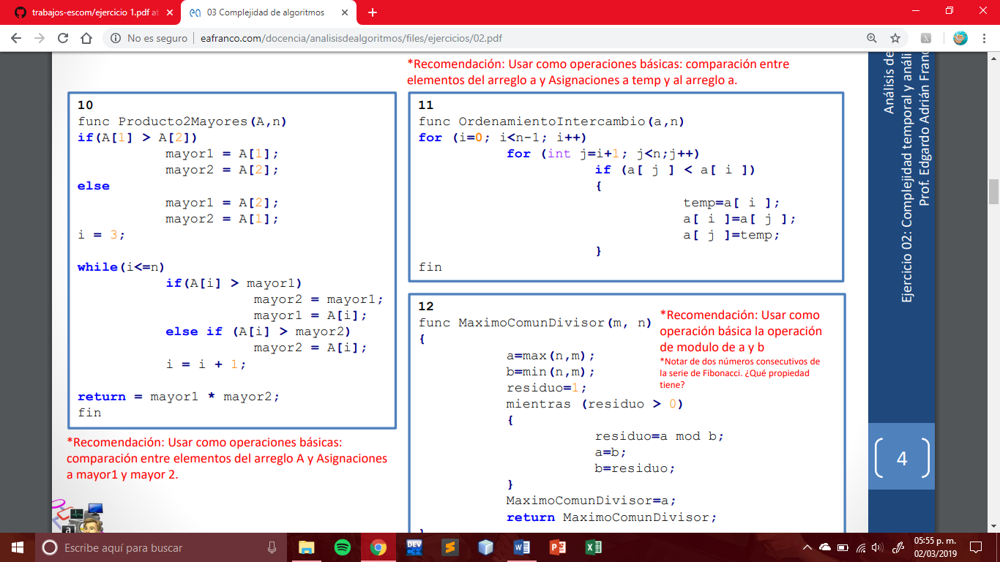 trabajos-escom/ejercicio 1.pdf at
03 Complejidad de algoritmos
No es seguro | eafranco.com/docencia/analisisdealgoritmos/files/ejercicios/02.pdf
*Recomendación: Usar como operaciones básicas: comparación entre
elementos del arreglo a y Asignaciones a temp y al arreglo a.
10
func Producto2Mayores(A,n)
if(A[1] > A[2])
mayor1 = A[1];
mayor2 = A[2];
else
mayor1 = A[2];
mayor2 = A[1];
i = 3;
while(i<=n)
if(A[i] > mayor1)
mayor2 = mayor1;
mayor1 = A[i];
else if (A[i] > mayor2)
mayor2 = A[i];
i = i + 1;
return = mayor1 * mayor2;
fin
*Recomendación: Usar como operaciones básicas:
comparación entre elementos del arreglo A y Asignaciones
a mayor1 y mayor 2.
11
func OrdenamientoIntercambio(a,n)
for (i=0; i<n-1; i++)
for (int j=i+1; j<n;j++)
if (a[ j ] < a[ i ])
{
temp=a[ i ];
a[ i ]=a[ j ];
a[ j ]=temp;
}
fin
12
func MaximoComunDivisor(m, n)
{
a=max(n,m);
b=min(n,m);
residuo=1;
mientras (residuo > 0)
{
residuo=a mod b;
a=b;
b=residuo;
}
MaximoComunDivisor=a;
return MaximoComunDivisor;
*Recomendación: Usar como
operación básica la operación
de modulo de a y b
*Notar de dos números consecutivos de
la serie de Fibonacci. ¿Qué propiedad
tiene?
Análisis de
Ejercicio 02: Complejidad temporal y análi
Prof. Edgardo Adrián Franc
4
a
Escribe aquí para buscar
DEV
05:55 p. m.
02/03/2019